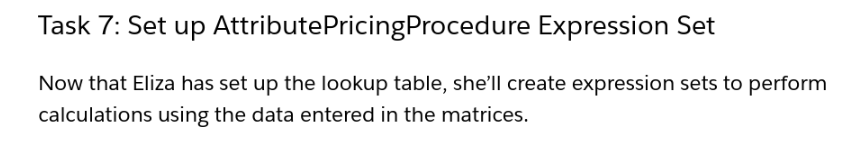 Task 7: Set up AttributePricingProcedure Expression Set
Now that Eliza has set up the lookup table, she’ll create expression sets to perform
calculations using the data entered in the matrices.